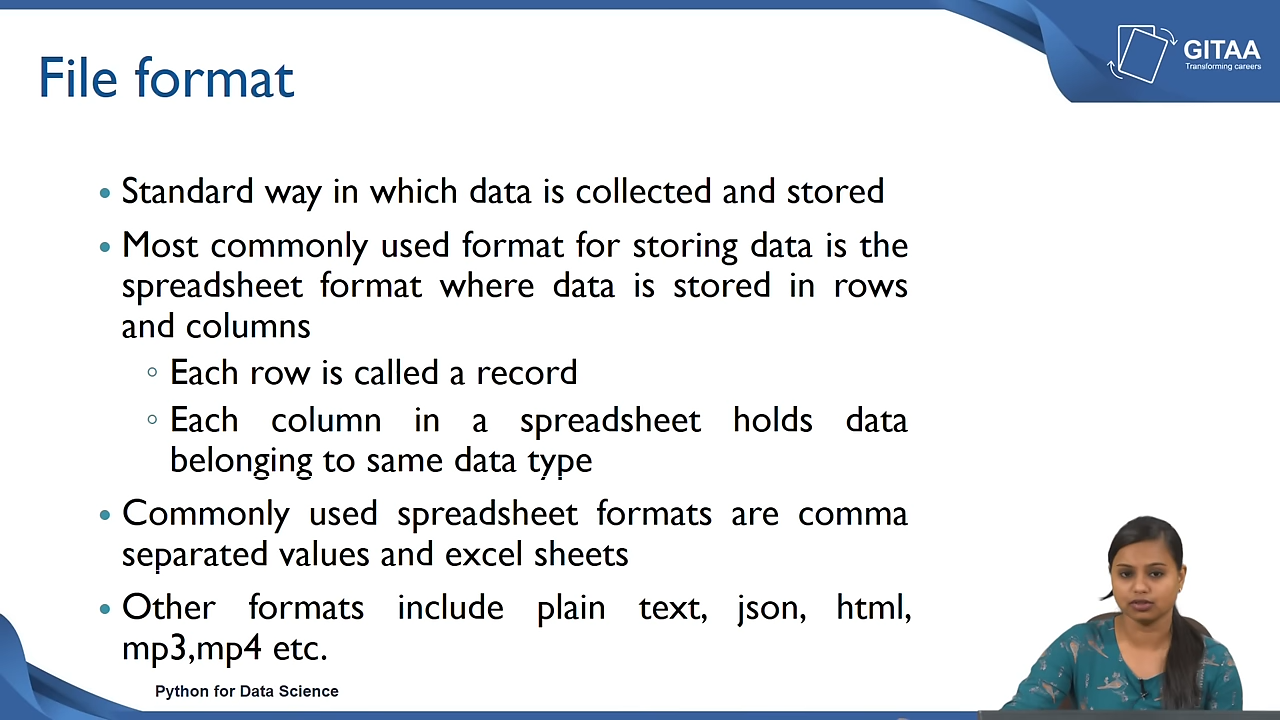 File format
GITAA
Transforming careers
• Standard way in which data is collected and stored
• Most commonly used format for storing data is the
spreadsheet format where data is stored in rows
and columns
◦ Each row is called a record
◦ Each column in a spreadsheet holds data
belonging to same data type
• Commonly used spreadsheet formats are comma
separated values and excel sheets
• Other formats include plain text, json, html,
mp3,mp4 etc.
Python for Data Science